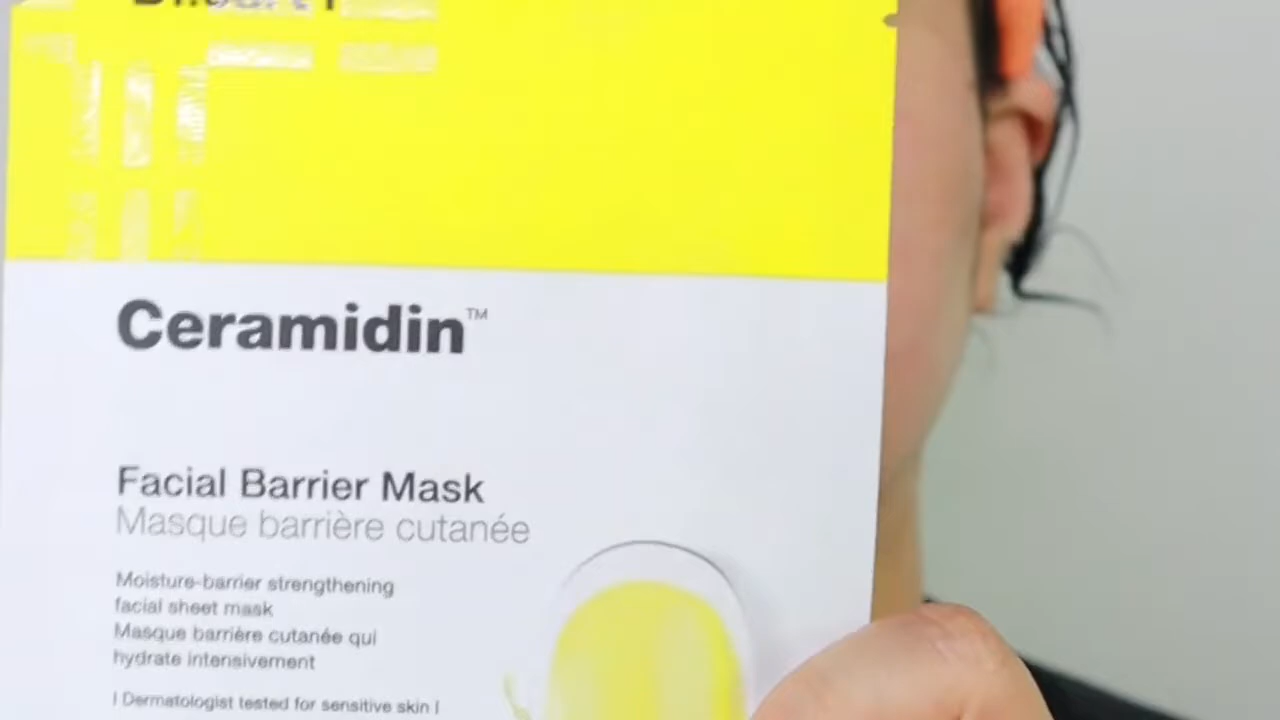 Ceramidin™
Facial Barrier Mask
Masque barrière cutanée
Moisture-barrier strengthening
facial sheet mask
Masque barrière cutanée qui
hydrate intensivement
| Dermatologist tested for sensitive skin |